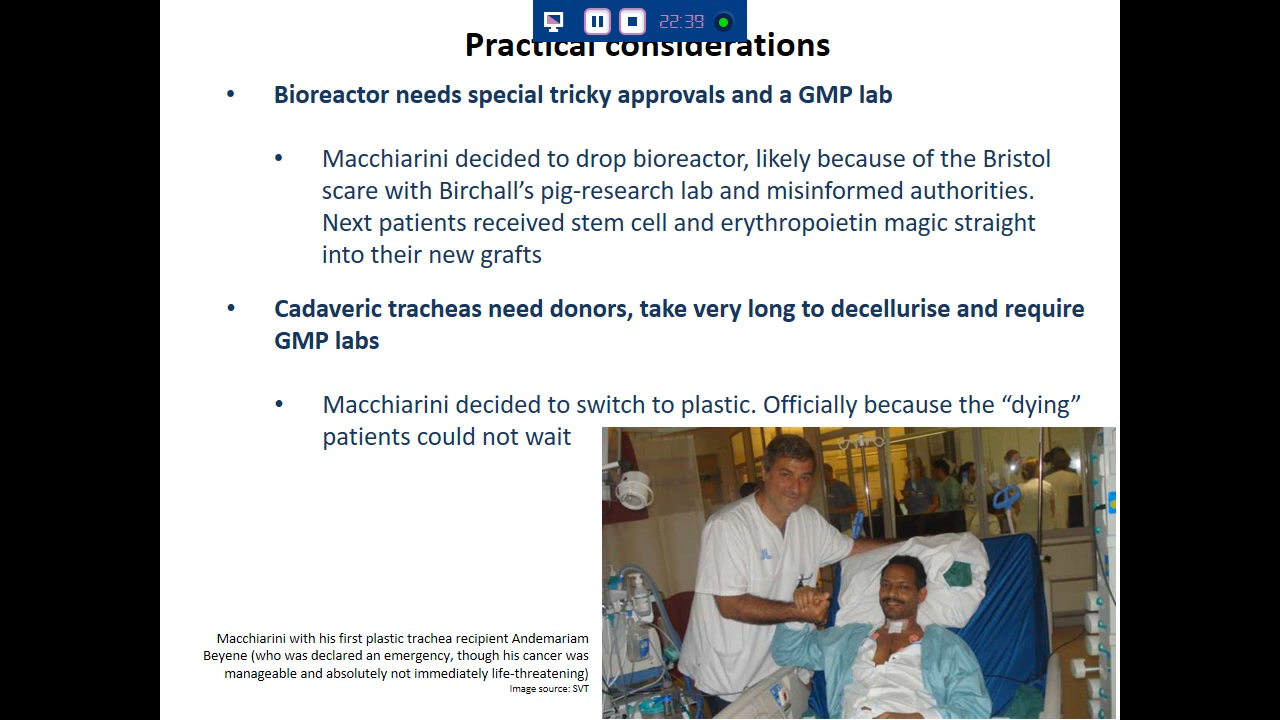 22:39
Practical considerations
• Bioreactor needs special tricky approvals and a GMP lab
• Macchiarini decided to drop bioreactor, likely because of the Bristol
scare with Birchall’s pig-research lab and misinformed authorities.
Next patients received stem cell and erythropoietin magic straight
into their new grafts
• Cadaveric tracheas need donors, take very long to decellurise and require
GMP labs
• Macchiarini decided to switch to plastic. Officially because the “dying”
patients could not wait
Macchiarini with his first plastic trachea recipient Andemariam
Beyene (who was declared an emergency, though his cancer was
manageable and absolutely not immediately life-threatening)
Image source: SVT